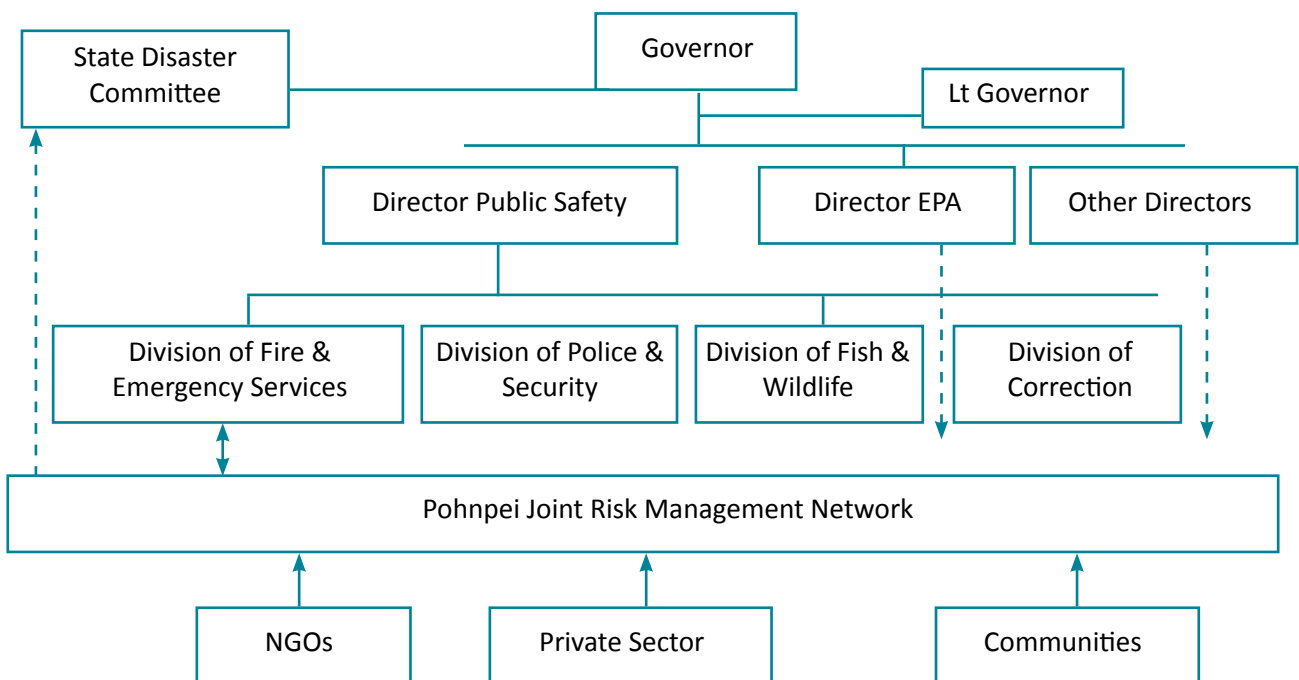 State Disaster
Committee
Governor
Lt Governor
Director Public Safety
Director EPA
Other Directors
Division of Fire &
Emergency Services
Division of Police &
Security
Division of Fish &
Wildlife
Division of
Correction
Pohnpei Joint Risk Management Network
NGOs
Private Sector
Communities